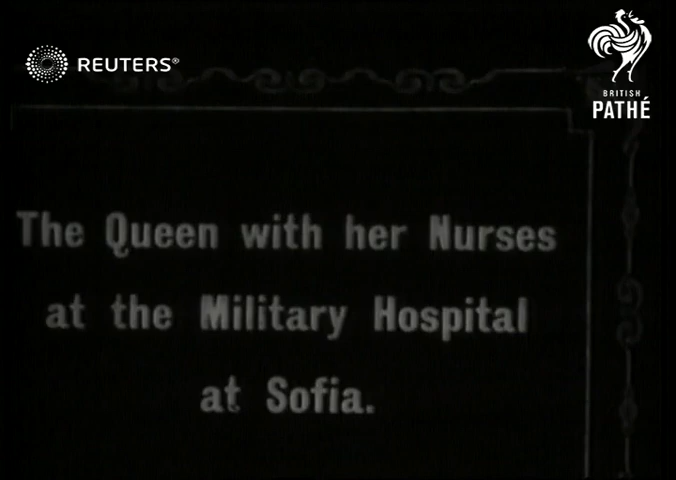 REUTERS®
BRITISH
PATHÉ
The Queen with her Nurses
at the Military Hospital
at Sofia.